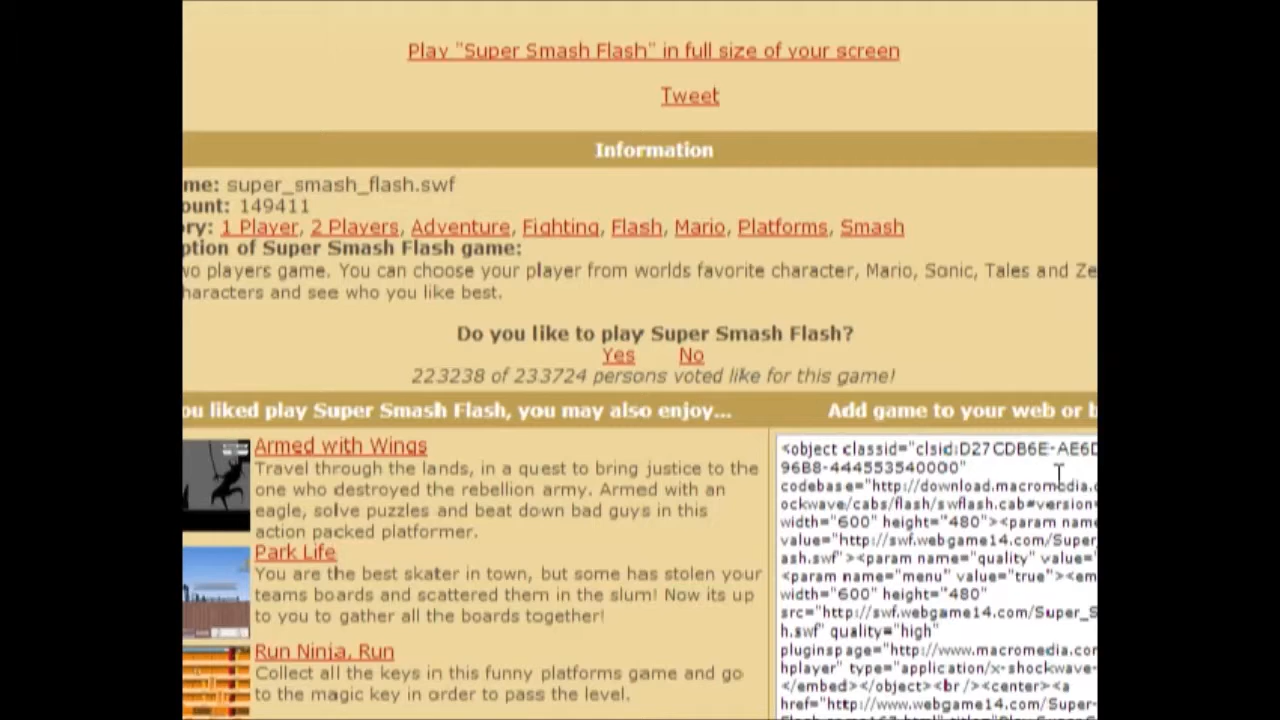 Play "Super Smash Flash" in full size of your screen
Tweet
Information
me: super_smash_flash.swf
ount: 149411
ry: 1 Player, 2 Players, Adventure, Fighting, Flash, Mario, Platforms, Smash
ption of Super Smash Flash game:
wo players game. You can choose your player from worlds favorite character, Mario, Sonic, Tales and Ze
haracters and see who you like best.
Do you like to play Super Smash Flash?
Yes No
223238 of 233724 persons voted like for this game!
ou liked play Super Smash Flash, you may also enjoy...
Armed with Wings
Travel through the lands, in a quest to bring justice to the
one who destroyed the rebellion army. Armed with an
eagle, solve puzzles and beat down bad guys in this
action packed platformer.
Park Life
You are the best skater in town, but some has stolen your
teams boards and scattered them in the slum! Now its up
to you to gather all the boards together!
Run Ninja, Run
Collect all the keys in this funny platforms game and go
to the magic key in order to pass the level.
Add game to your web or b
<object classid="clsid:D27CDB6E-AE6D
96B8-444553540000"
codebase="http://download.macromedia.c
ockwave/cabs/flash/swflash.cab#version=
width="600" height="480"><param name
value="http://swf.webgame14.com/Super_
ash.swf"><param name="quality" value="
<param name="menu" value="true"><em
width="600" height="480"
src="http://swf.webgame14.com/Super_S
h.swf" quality="high"
pluginspage="http://www.macromedia.cor
hplayer" type="application/x-shockwave-
</embed></object><br /><center><a
href="http://www.webgame14.com/Super-